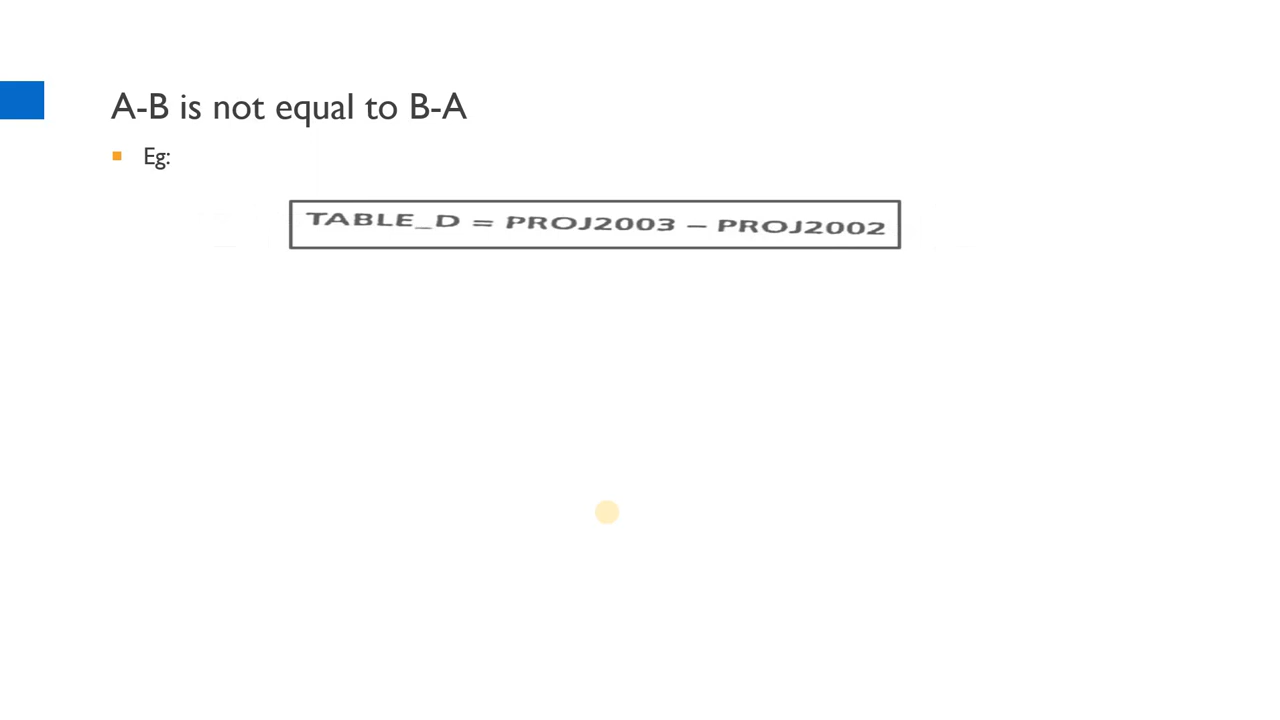 A-B is not equal to B-A
Eg:
TABLE_D = PROJ2003 – PROJ2002